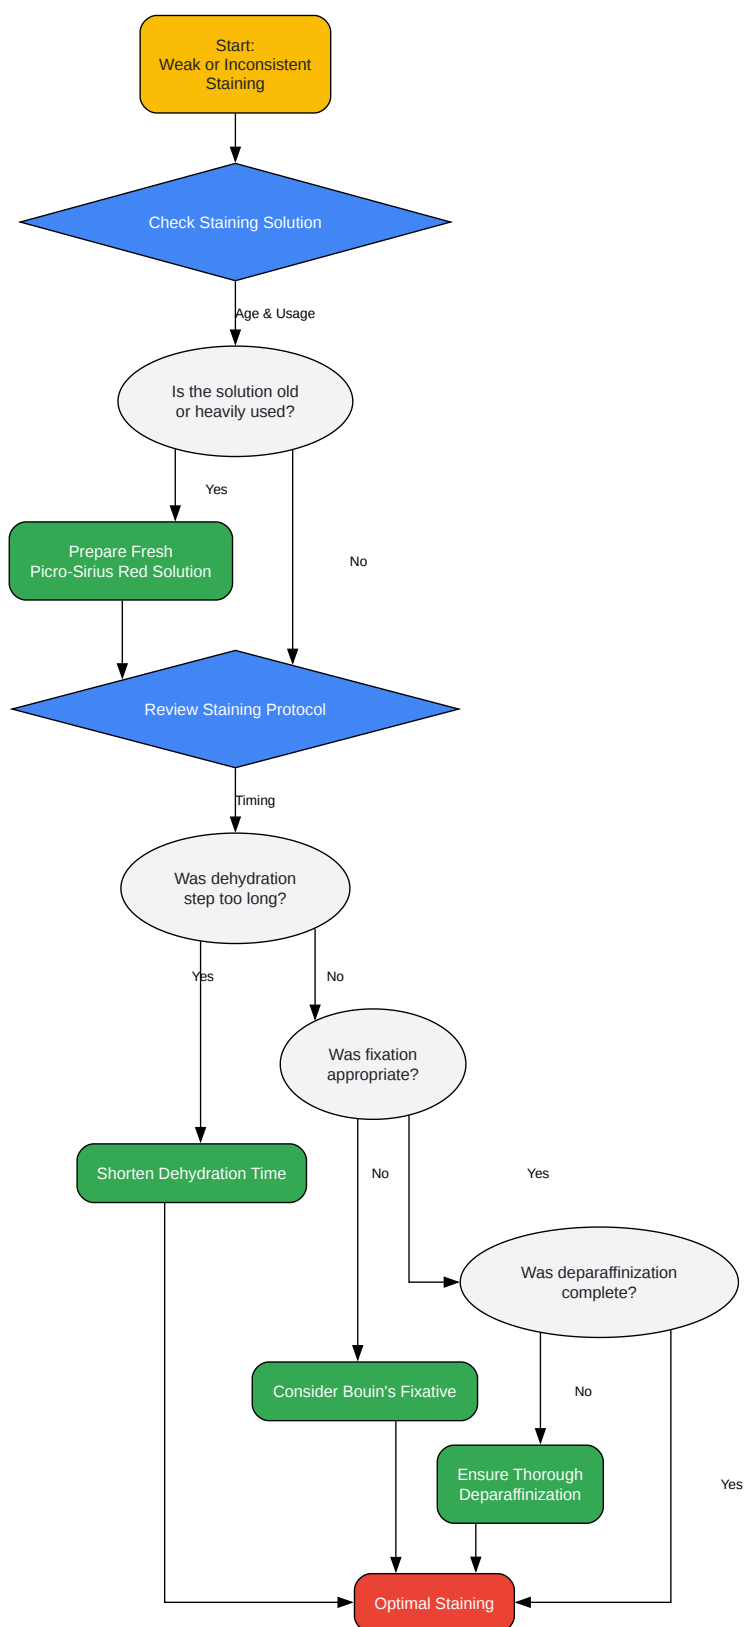 Start:
Weak or Inconsistent
Staining
Check Staining Solution
Age & Usage
Is the solution old
or heavily used?
Yes
No
Prepare Fresh
Picro-Sirius Red Solution
Review Staining Protocol
Timing
Was dehydration
step too long?
Yes
No
Was fixation
appropriate?
Shorten Dehydration Time
No
Yes
Was deparaffinization
complete?
Consider Bouin's Fixative
No
Ensure Thorough
Deparaffinization
Yes
Optimal Staining